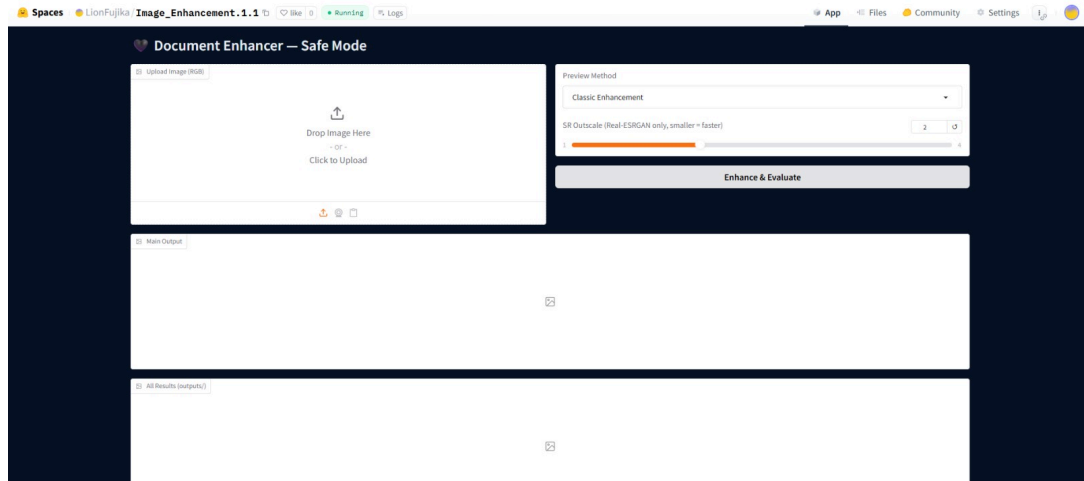 Spaces LionFujika/Image_Enhancement.1.1 like 0 Running Logs App Files Community Settings
Document Enhancer — Safe Mode
Upload Image (RGB)
Drop Image Here
- or -
Click to Upload
Preview Method
Classic Enhancement
SR Outscale (Real-ESRGAN only, smaller = faster) 2
1 4
Enhance & Evaluate
Main Output
All Results (outputs/)